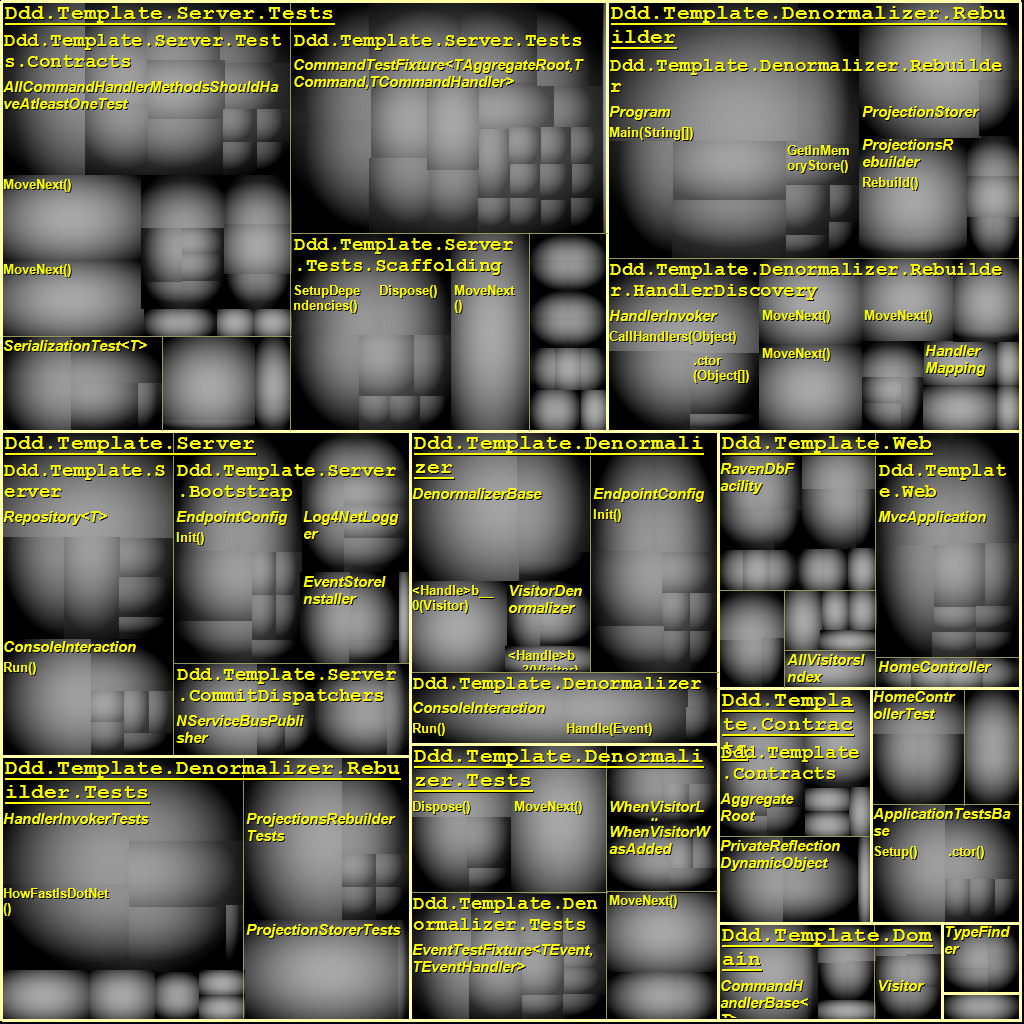 Ddd.Template.Server.Tests
Ddd.Template.Server.Test
s.Contracts
AllCommandHandlerMethodsShouldHa
veAtleastOneTest
MoveNext()
MoveNext()
SerializationTest<T>
Ddd.Template.Server.Tests
CommandTestFixture<TAggregateRoot,T
Command,TCommandHandler>
Ddd.Template.Server
.Tests.Scaffolding
SetupDepe
ndencies()
Dispose()
MoveNext
()
Ddd.Template.Denormalizer.Rebu
ilder
Ddd.Template.Denormalizer.Rebuilde
r
Program
Main(String[])
GetInMem
oryStore()
ProjectionStorer
ProjectionsR
ebuilder
Rebuild()
Ddd.Template.Denormalizer.Rebuilde
r.HandlerDiscovery
HandlerInvoker
CallHandlers(Object)
.ctor
(Object[])
MoveNext()
MoveNext()
MoveNext()
Handler
Mapping
Ddd.Template.Server
Ddd.Template.S
erver
Repository<T>
ConsoleInteraction
Run()
Ddd.Template.Server
.Bootstrap
EndpointConfig
Init()
Log4NetLogg
er
EventStoreI
nstaller
Ddd.Template.Server
.CommitDispatchers
NServiceBusPubli
sher
Ddd.Template.Denormali
zer
DenormalizerBase
<Handle>b__
0(Visitor)
VisitorDen
ormalizer
<Handle>b
EndpointConfig
Init()
Ddd.Template.Denormalizer
ConsoleInteraction
Run()
Handle(Event)
Ddd.Template.Web
RavenDbF
acility
AllVisitorsI
ndex
Ddd.Templat
e.Web
MvcApplication
HomeController
Ddd.Templa
te.Contrac
Ddd.Template
.Contracts
Aggregate
Root
PrivateReflection
DynamicObject
HomeContr
ollerTest
ApplicationTestsBa
se
Setup()
.ctor()
Ddd.Template.Denormalizer.Rebu
ilder.Tests
HandlerInvokerTests
HowFastIsDotNet
()
ProjectionsRebuilder
Tests
ProjectionStorerTests
Ddd.Template.Denormali
zer.Tests
Dispose()
MoveNext()
WhenVisitorL
WhenVisitorW
asAdded
Ddd.Template.Den
ormalizer.Tests
EventTestFixture<TEvent,
TEventHandler>
MoveNext()
Ddd.Template.Dom
ain
CommandH
andlerBase<
Visitor
TypeFind
er